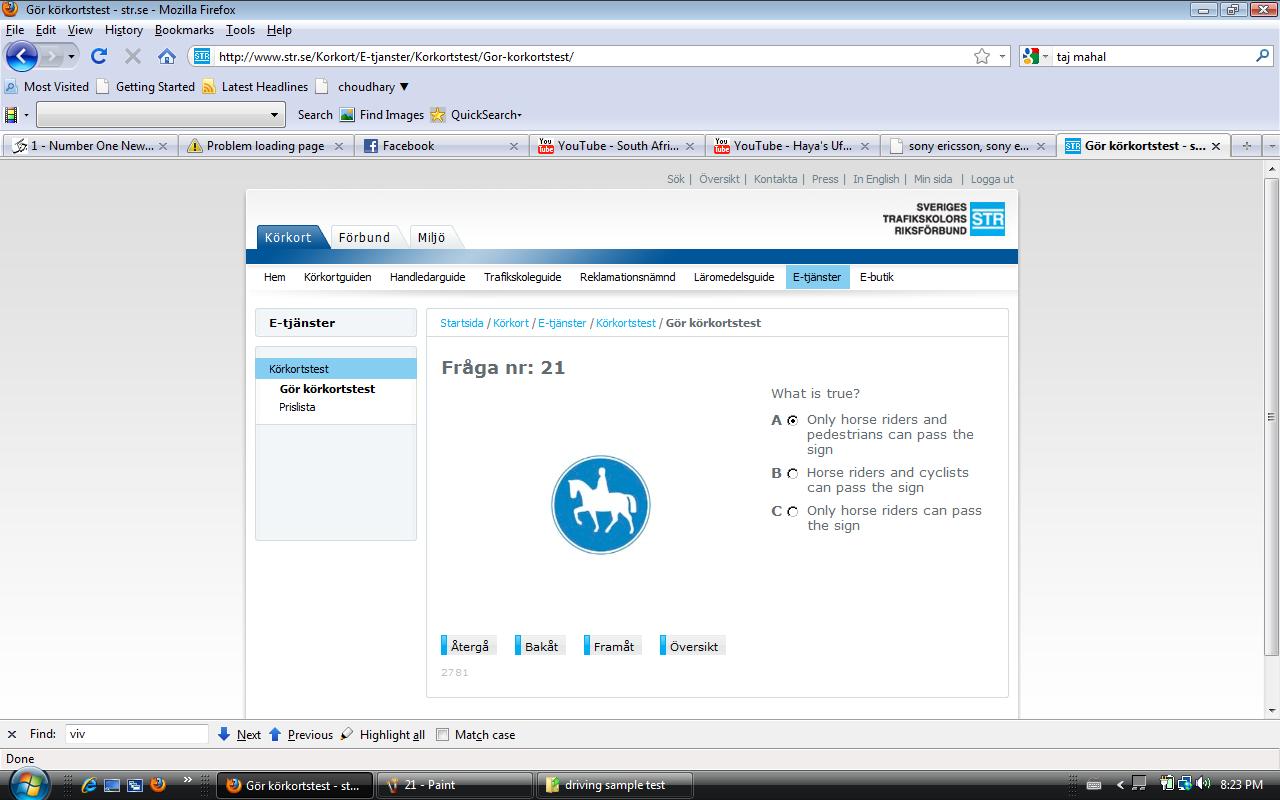 Gör körkortstest - str.se - Mozilla Firefox
File Edit View History Bookmarks Tools Help
http://www.str.se/Korkort/E-tjanster/Korkortstest/Gor-korkortstest/ taj mahal
Most Visited Getting Started Latest Headlines choudhary ▼
Search Find Images QuickSearch
1 - Number One New... Problem loading page Facebook YouTube - South Afri... YouTube - Haya's Uf... sony ericsson, sony e... Gör körkortstest - s...
Sök | Översikt | Kontakta | Press | In English | Min sida | Logga ut
SVERIGES
TRAFIKSKOLORS
RIKSFÖRBUND
STR
Körkort Förbund Miljö
Hem Körkortguiden Handledarguide Trafikskoleguide Reklamationsnämnd Läromedelsguide E-tjänster E-butik
E-tjänster
Körkortstest
Gör körkortstest
Prislista
Startsida / Körkort / E-tjänster / Körkortstest / Gör körkortstest
Fråga nr: 21
What is true?
A Only horse riders and
pedestrians can pass the
sign
B Horse riders and cyclists
can pass the sign
C Only horse riders can pass
the sign
Återgå Bakåt Framåt Översikt
2781
Find: viv Next Previous Highlight all Match case
Done
Gör körkortstest - st... 21 - Paint driving sample test 8:23 PM